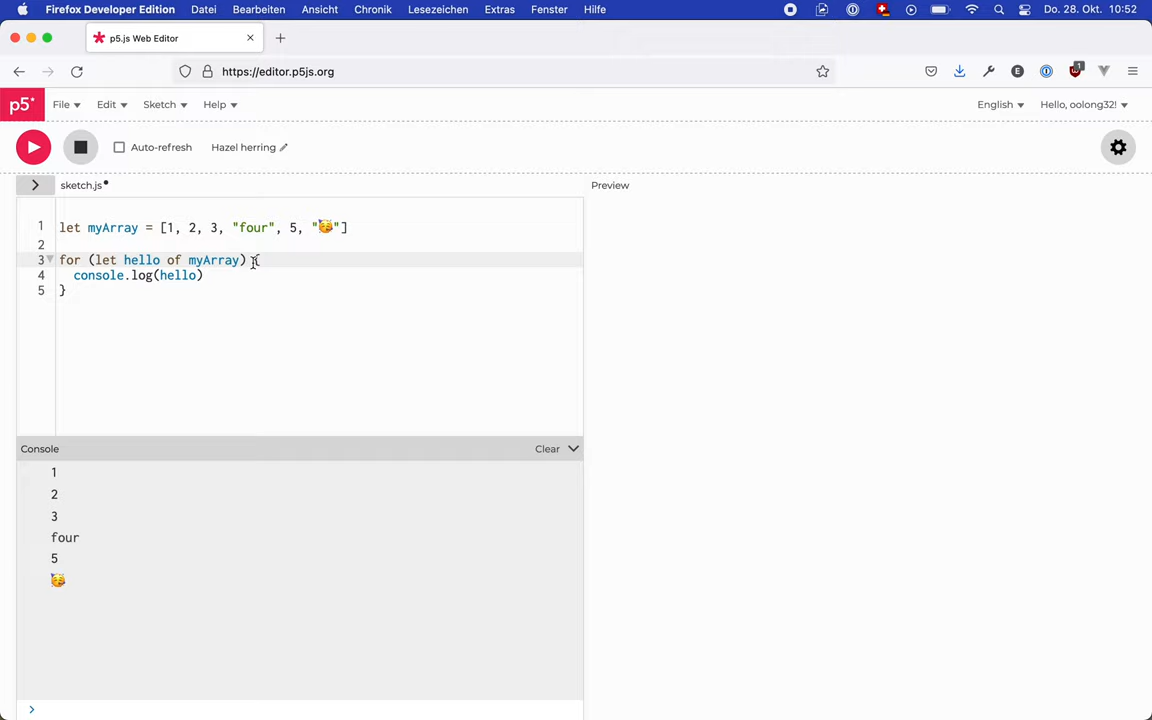 Firefox Developer Edition Datei Bearbeiten Ansicht Chronik Lesezeichen Extras Fenster Hilfe Do. 28. Okt. 10:52
p5.js Web Editor
https://editor.p5js.org
E 1
p5* File Edit Sketch Help English Hello, oolong32!
Auto-refresh Hazel herring
sketch.js
Preview
1 let myArray = [1, 2, 3, "four", 5, "🥳"]
2
3 for (let hello of myArray) {
4 console.log(hello)
5 }
Console Clear
1
2
3
four
5
🥳
>